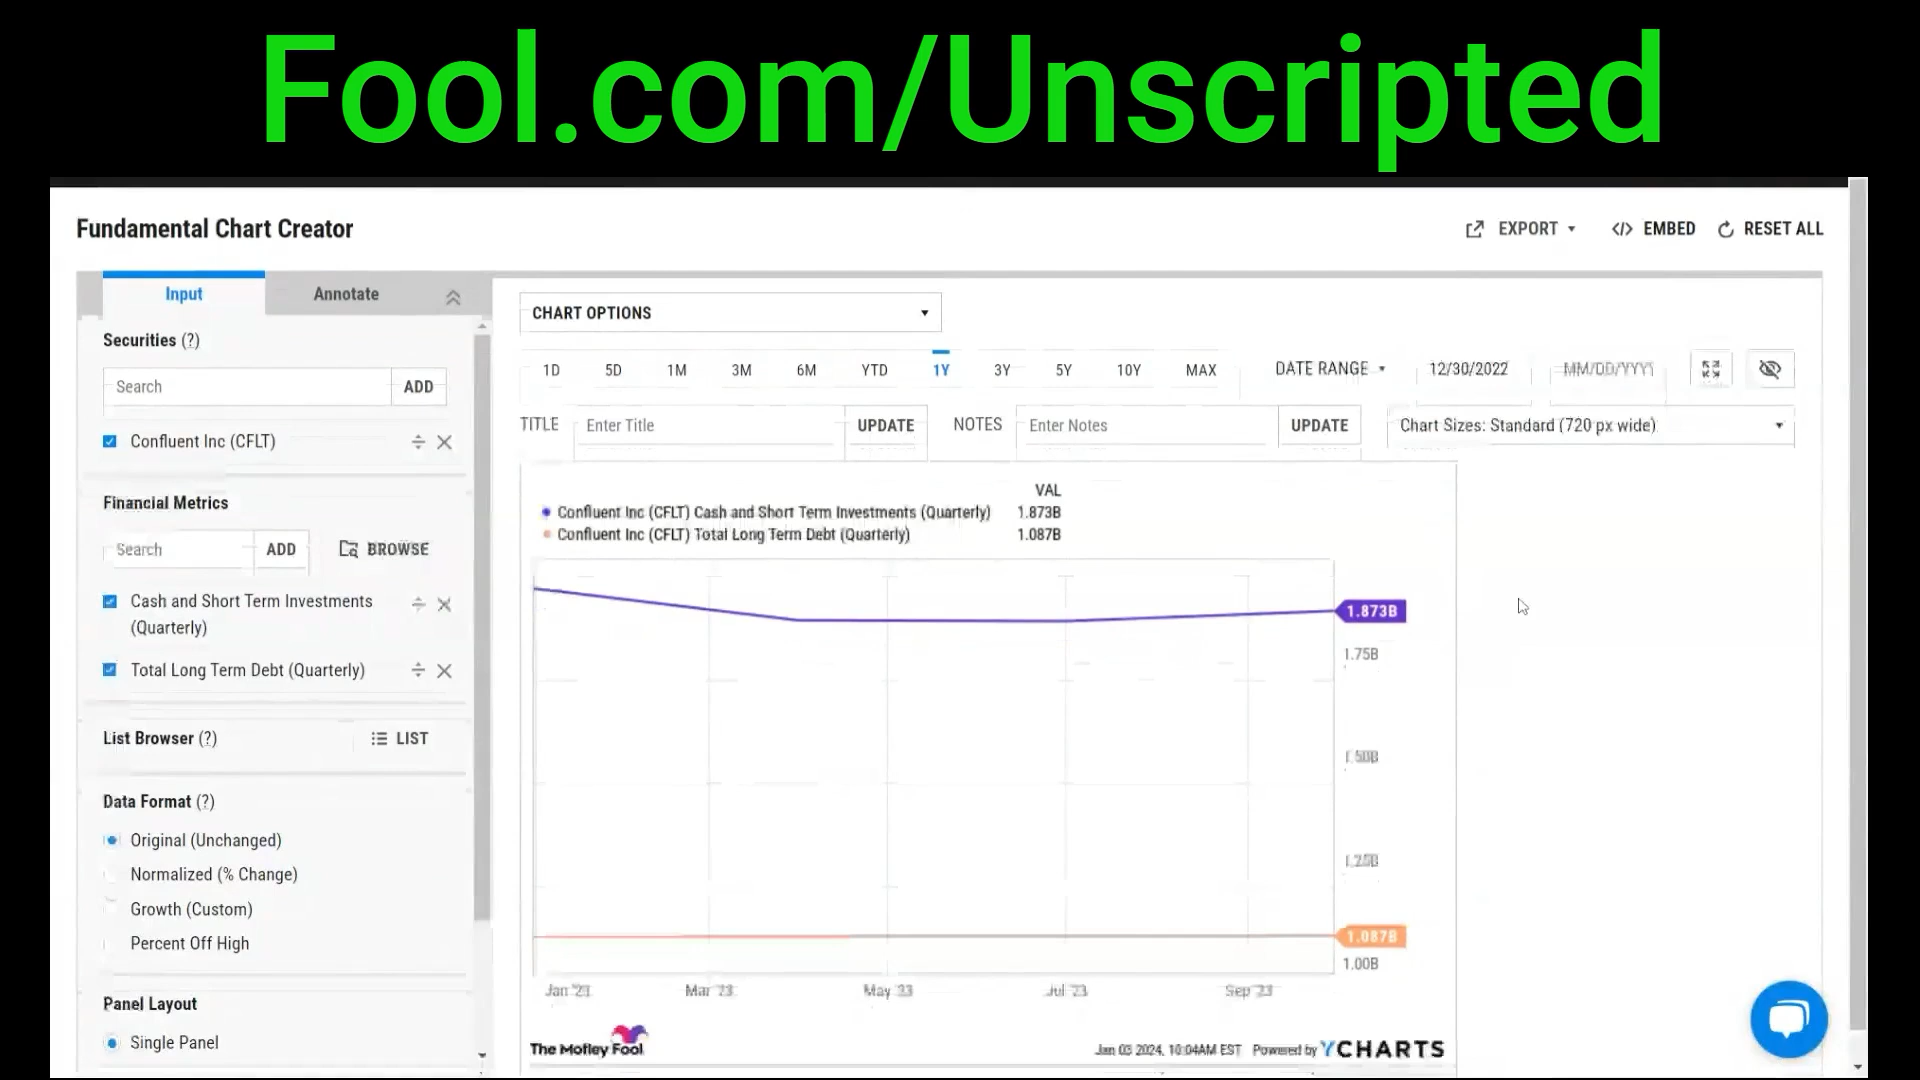 Fool.com/Unscripted
Fundamental Chart Creator
EXPORT
</> EMBED
RESET ALL
Input
Annotate
Securities (?)
Search
ADD
Confluent Inc (CFLT)
Financial Metrics
Search
ADD
BROWSE
Cash and Short Term Investments
(Quarterly)
Total Long Term Debt (Quarterly)
List Browser (?)
LIST
Data Format (?)
Original (Unchanged)
Normalized (% Change)
Growth (Custom)
Percent Off High
Panel Layout
Single Panel
CHART OPTIONS
1D 5D 1M 3M 6M YTD 1Y 3Y 5Y 10Y MAX
DATE RANGE
12/30/2022
MM/DD/YYYY
TITLE
Enter Title
UPDATE
NOTES
Enter Notes
UPDATE
Chart Sizes: Standard (720 px wide)
VAL
Confluent Inc (CFLT) Cash and Short Term Investments (Quarterly) 1.873B
Confluent Inc (CFLT) Total Long Term Debt (Quarterly) 1.087B
1.873B
1.75B
1.50B
1.25B
1.087B
1.00B
Jan '23 Mar '23 May '23 Jul '23 Sep '23
The Motley Fool
Jan 03 2024, 10:04AM EST Powered by YCHARTS